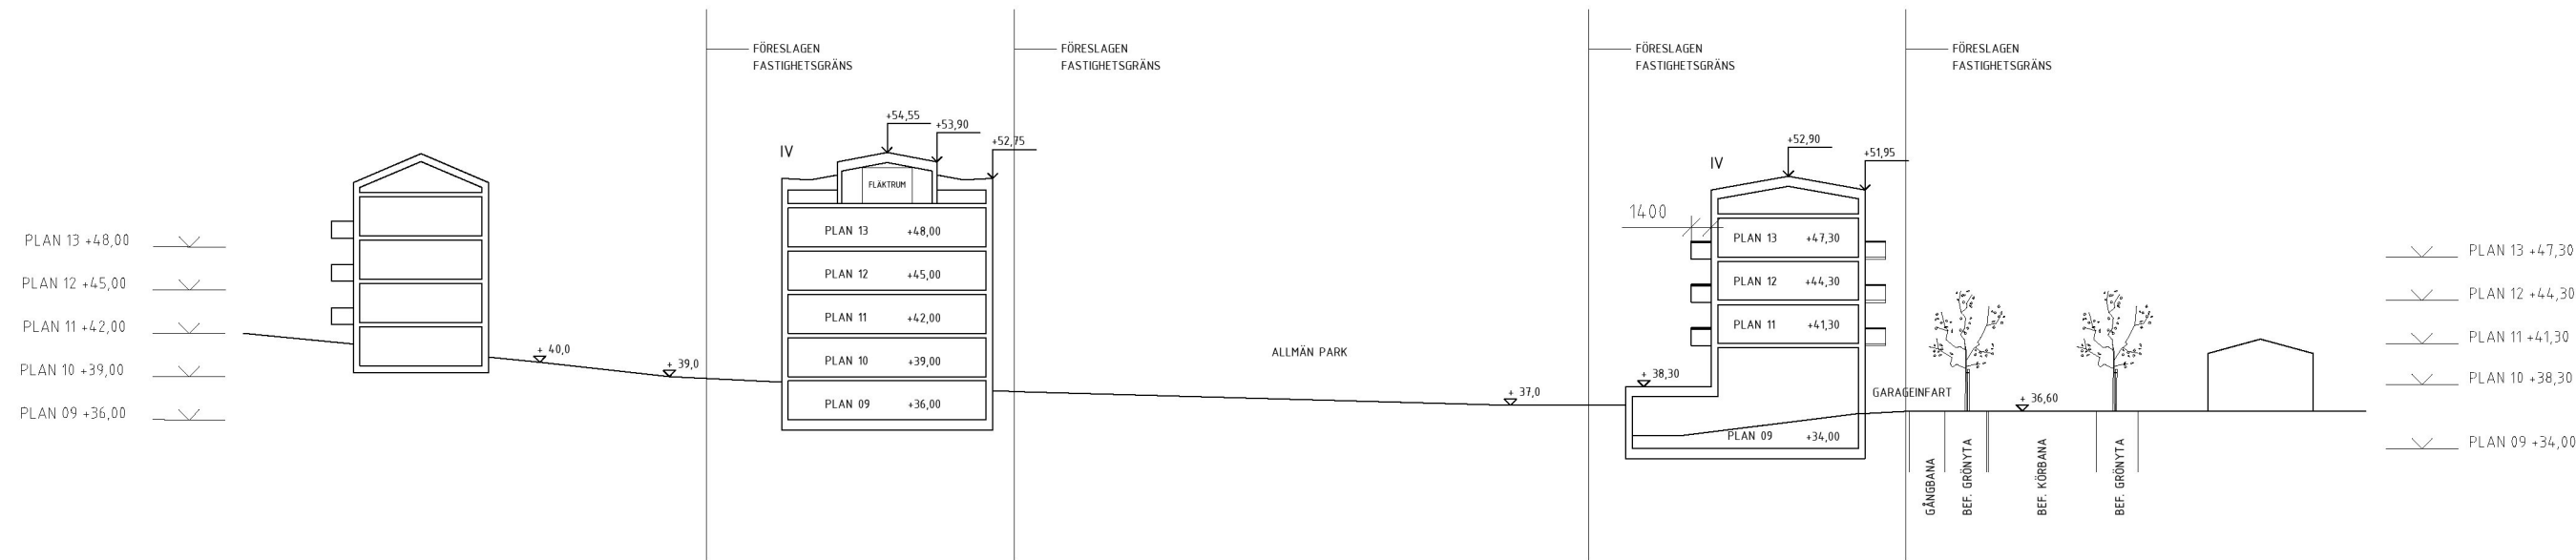 FÖRESLAGEN
FASTIGHETSGRÄNS
FÖRESLAGEN
FASTIGHETSGRÄNS
FÖRESLAGEN
FASTIGHETSGRÄNS
FÖRESLAGEN
FASTIGHETSGRÄNS
PLAN 13 +48,00
PLAN 12 +45,00
PLAN 11 +42,00
PLAN 10 +39,00
PLAN 09 +36,00
+ 40,0
+ 39,0
IV
+54,55
+53,90
+52,75
FLÄKTRUM
PLAN 13 +48,00
PLAN 12 +45,00
PLAN 11 +42,00
PLAN 10 +39,00
PLAN 09 +36,00
ALLMÄN PARK
+ 37,0
IV
+52,90
+51,95
1400
PLAN 13 +47,30
PLAN 12 +44,30
PLAN 11 +41,30
+ 38,30
GARAGEINFART
PLAN 09 +34,00
+ 36,60
GÅNGBANA
BEF. GRÖNYTA
BEF. KÖRBANA
BEF. GRÖNYTA
PLAN 13 +47,30
PLAN 12 +44,30
PLAN 11 +41,30
PLAN 10 +38,30
PLAN 09 +34,00